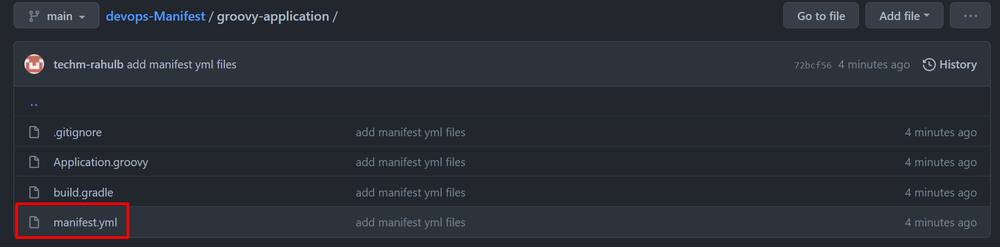 main devops-Manifest / groovy-application / Go to file Add file ...
techm-rahulb add manifest yml files 72bcf56 4 minutes ago History
..
.gitignore add manifest yml files 4 minutes ago
Application.groovy add manifest yml files 4 minutes ago
build.gradle add manifest yml files 4 minutes ago
manifest.yml add manifest yml files 4 minutes ago